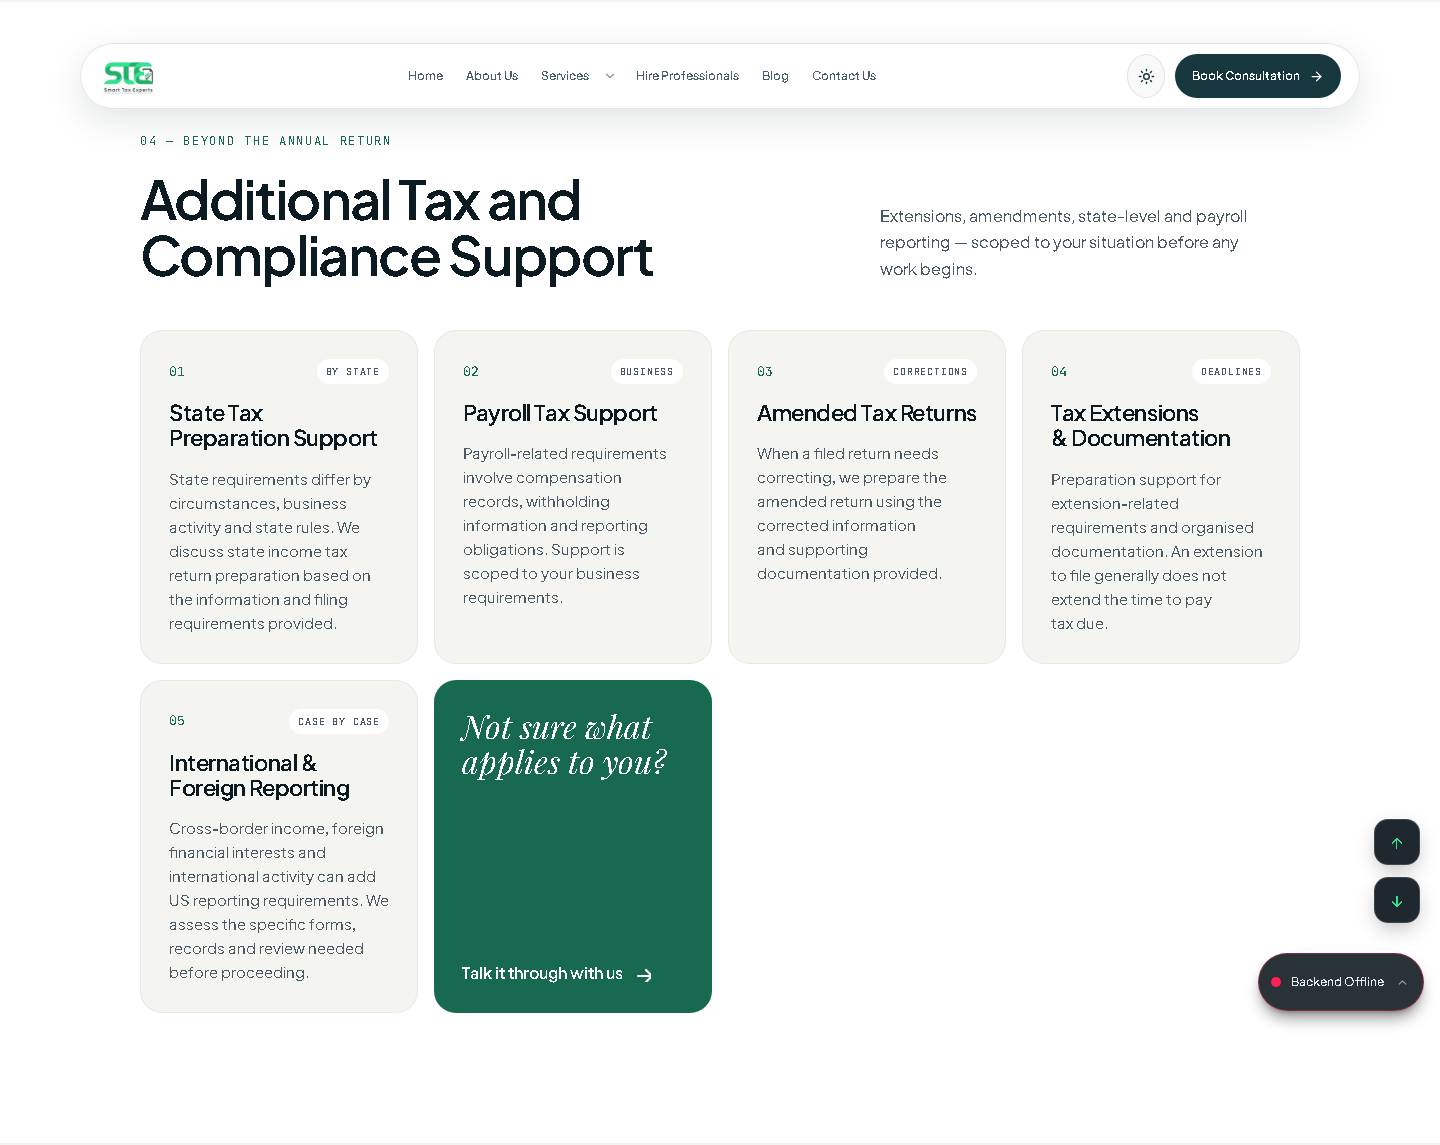 STE
Smart Tax Experts
Home
About Us
Services
Hire Professionals
Blog
Contact Us
Book Consultation
04 — BEYOND THE ANNUAL RETURN
Additional Tax and
Compliance Support
Extensions, amendments, state-level and payroll
reporting — scoped to your situation before any
work begins.
01
BY STATE
State Tax
Preparation Support
State requirements differ by
circumstances, business
activity and state rules. We
discuss state income tax
return preparation based on
the information and filing
requirements provided.
02
BUSINESS
Payroll Tax Support
Payroll-related requirements
involve compensation
records, withholding
information and reporting
obligations. Support is
scoped to your business
requirements.
03
CORRECTIONS
Amended Tax Returns
When a filed return needs
correcting, we prepare the
amended return using the
corrected information
and supporting
documentation provided.
04
DEADLINES
Tax Extensions
& Documentation
Preparation support for
extension-related
requirements and organised
documentation. An extension
to file generally does not
extend the time to pay
tax due.
05
CASE BY CASE
International &
Foreign Reporting
Cross-border income, foreign
financial interests and
international activity can add
US reporting requirements. We
assess the specific forms,
records and review needed
before proceeding.
Not sure what
applies to you?
Talk it through with us
Backend Offline